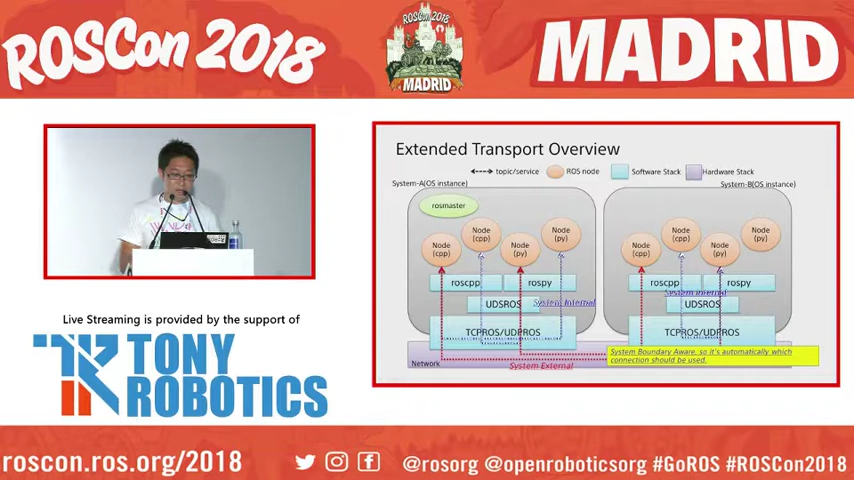 ROSCon 2018
ROSCon 2018
MADRID
MADRID
Extended Transport Overview
topic/service
ROS node
Software Stack
Hardware Stack
System-A(OS instance)
System-B(OS instance)
rosmaster
Node
(cpp)
Node
(cpp)
Node
(py)
Node
(py)
Node
(cpp)
Node
(cpp)
Node
(py)
Node
(py)
roscpp
rospy
roscpp
rospy
UDSROS
System Internal
System Internal
UDSROS
TCPROS/UDPROS
TCPROS/UDPROS
System Boundary Aware, so it's automatically which
connection should be used.
Network
System External
Live Streaming is provided by the support of
TONY
ROBOTICS
roscon.ros.org/2018
@rosorg @openroboticsorg #GoROS #ROSCon2018